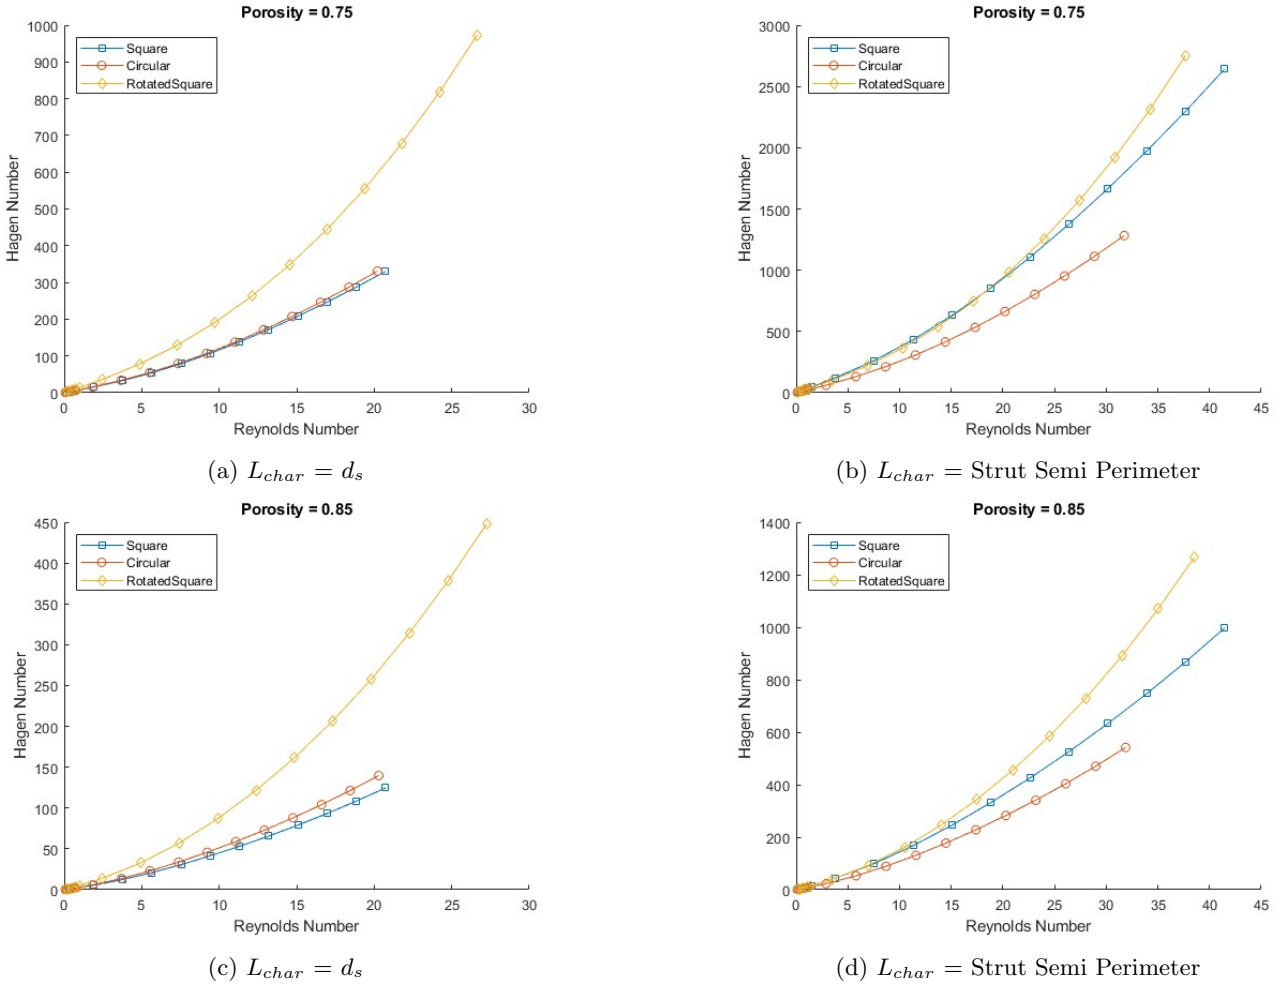 Porosity = 0.75
1000
900
800
700
600
500
400
300
200
100
0
Hagen Number
Square
Circular
RotatedSquare
0 5 10 15 20 25 30
Reynolds Number
(a) L_char = d_s
Porosity = 0.75
3000
2500
2000
1500
1000
500
0
Hagen Number
Square
Circular
RotatedSquare
0 5 10 15 20 25 30 35 40 45
Reynolds Number
(b) L_char = Strut Semi Perimeter
Porosity = 0.85
450
400
350
300
250
200
150
100
50
0
Hagen Number
Square
Circular
RotatedSquare
0 5 10 15 20 25 30
Reynolds Number
(c) L_char = d_s
Porosity = 0.85
1400
1200
1000
800
600
400
200
0
Hagen Number
Square
Circular
RotatedSquare
0 5 10 15 20 25 30 35 40 45
Reynolds Number
(d) L_char = Strut Semi Perimeter